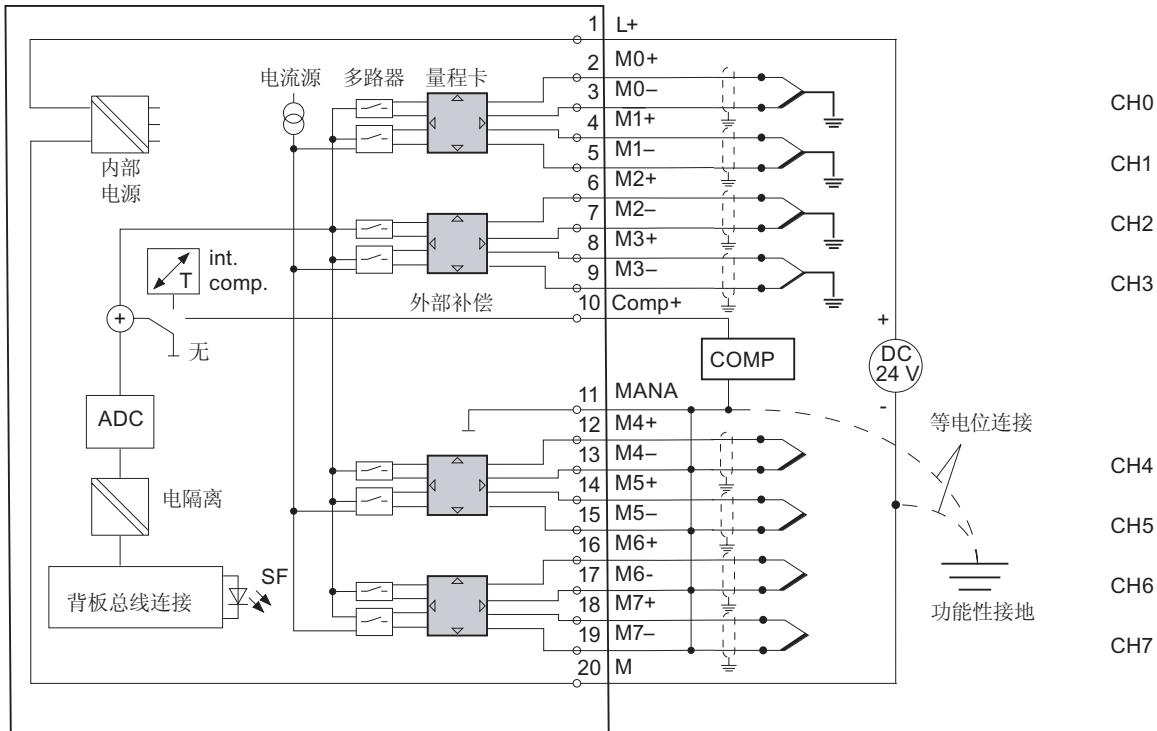 1 L+
2 M0+
电流源 多路器 量程卡
3 M0–
CH0
4 M1+
5 M1–
CH1
内部
电源
6 M2+
7 M2–
CH2
8 M3+
int.
T comp.
9 M3–
CH3
外部补偿
10 Comp+
+
+
无
COMP
DC
24 V
11 MANA
-
ADC
12 M4+
等电位连接
13 M4–
CH4
14 M5+
电隔离
15 M5–
CH5
16 M6+
SF
17 M6-
CH6
背板总线连接
18 M7+
功能性接地
19 M7–
CH7
20 M